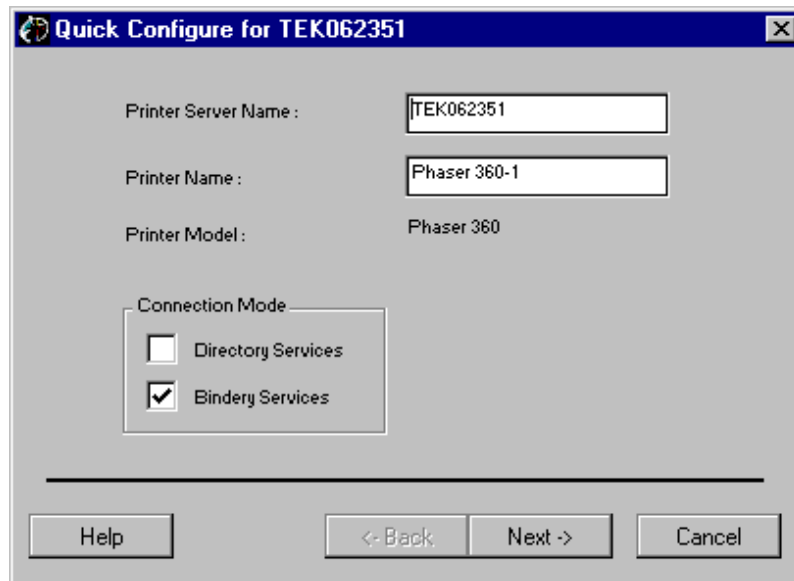 Quick Configure for TEK062351
Printer Server Name : TEK062351
Printer Name : Phaser 360-1
Printer Model : Phaser 360
Connection Mode
Directory Services
Bindery Services
Help <- Back Next -> Cancel